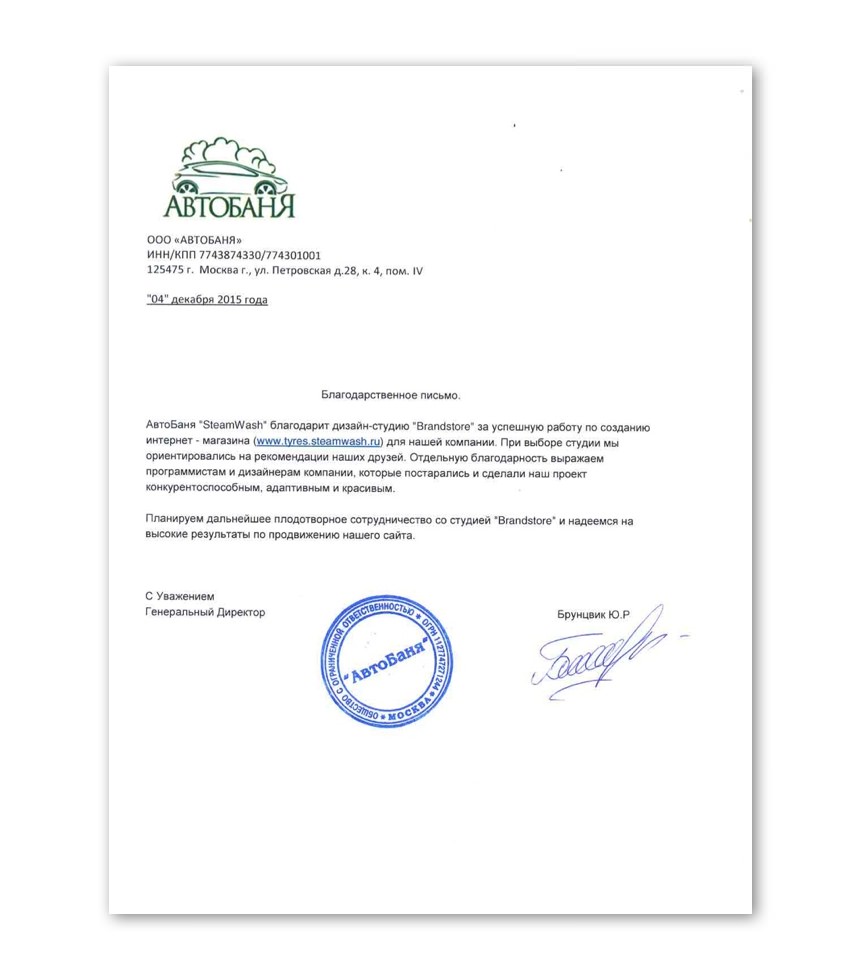 АВТОБАНЯ
ООО «АВТОБАНЯ»
ИНН/КПП 7743874330/774301001
125475 г. Москва г., ул. Петровская д.28, к. 4, пом. IV
"04" декабря 2015 года
Благодарственное письмо.
АвтоБаня "SteamWash" благодарит дизайн-студию "Brandstore" за успешную работу по созданию
интернет - магазина (www.tyres.steamwash.ru) для нашей компании. При выборе студии мы
ориентировались на рекомендации наших друзей. Отдельную благодарность выражаем
программистам и дизайнерам компании, которые постарались и сделали наш проект
конкурентоспособным, адаптивным и красивым.
Планируем дальнейшее плодотворное сотрудничество со студией "Brandstore" и надеемся на
высокие результаты по продвижению нашего сайта.
С Уважением
Генеральный Директор
Брунцвик Ю.Р
ОБЩЕСТВО С ОГРАНИЧЕННОЙ ОТВЕТСТВЕННОСТЬЮ * ОГРН
* МОСКВА *
"АвтоБаня"